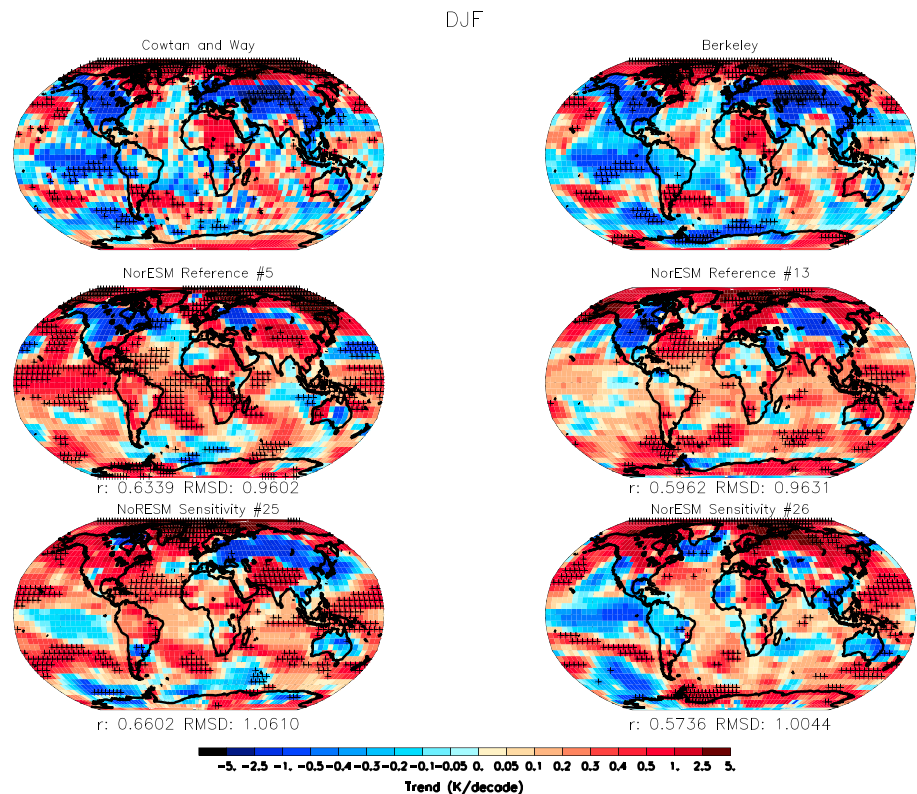 DJF
Cowtan and Way
Berkeley
NorESM Reference #5
NorESM Reference #13
r: 0.6339 RMSD: 0.9602
r: 0.5962 RMSD: 0.9631
NoRESM Sensitivity #25
NorESM Sensitivity #26
r: 0.6602 RMSD: 1.0610
r: 0.5736 RMSD: 1.0044
-5. -2.5 -1. -0.5 -0.4 -0.3 -0.2 -0.1 -0.05 0. 0.05 0.1 0.2 0.3 0.4 0.5 1. 2.5 5.
Trend (K/decade)